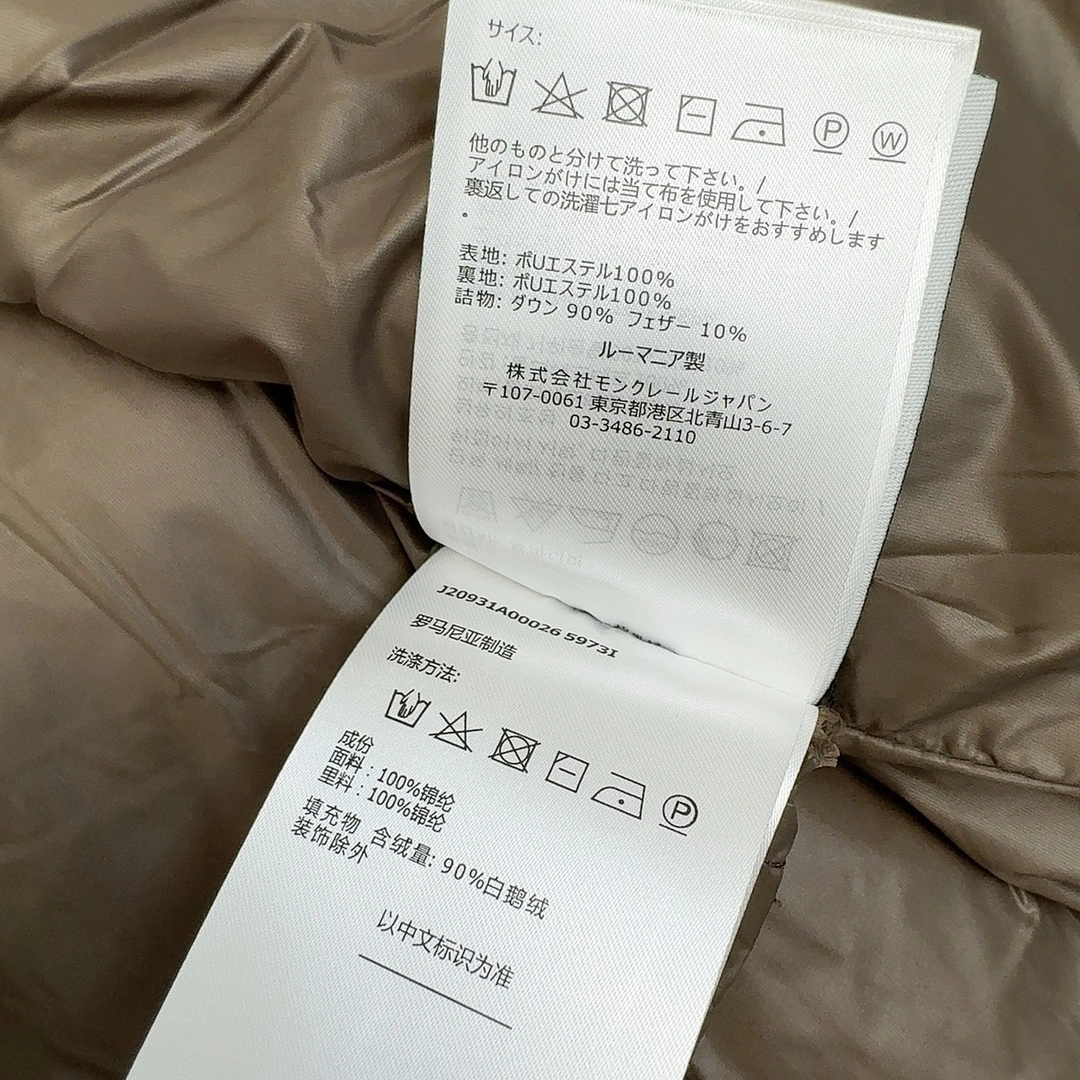 サイズ:
P W
他のものと分けて洗って下さい。/
アイロンがけには当て布を使用して下さい。/
裏返しての洗濯七アイロンがけをおすすめします
。
表地: ポUエステル100%
裏地: ポUエステル100%
詰物: ダウン 90% フェザー 10%
ルーマニア製
株式会社モンクレールジャパン
〒107-0061 東京都港区北青山3-6-7
03-3486-2110
J20931A00026 5973I
罗马尼亚制造
洗涤方法:
P
成份
面料：100%锦纶
里料：100%锦纶
填充物 含绒量: 90%白鹅绒
装饰除外
以中文标识为准